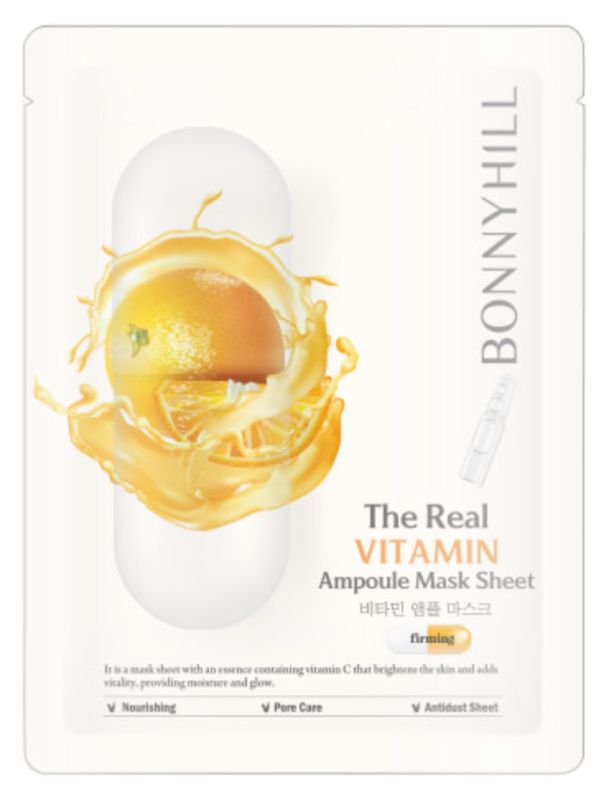 BONNYHILL
The Real
VITAMIN
Ampoule Mask Sheet
비타민 앰플 마스크
firming
It is a mask sheet with an essence containing vitamin C that brightens the skin and adds
vitality, providing moisture and glow.
Nourishing
Pore Care
Antidust Sheet